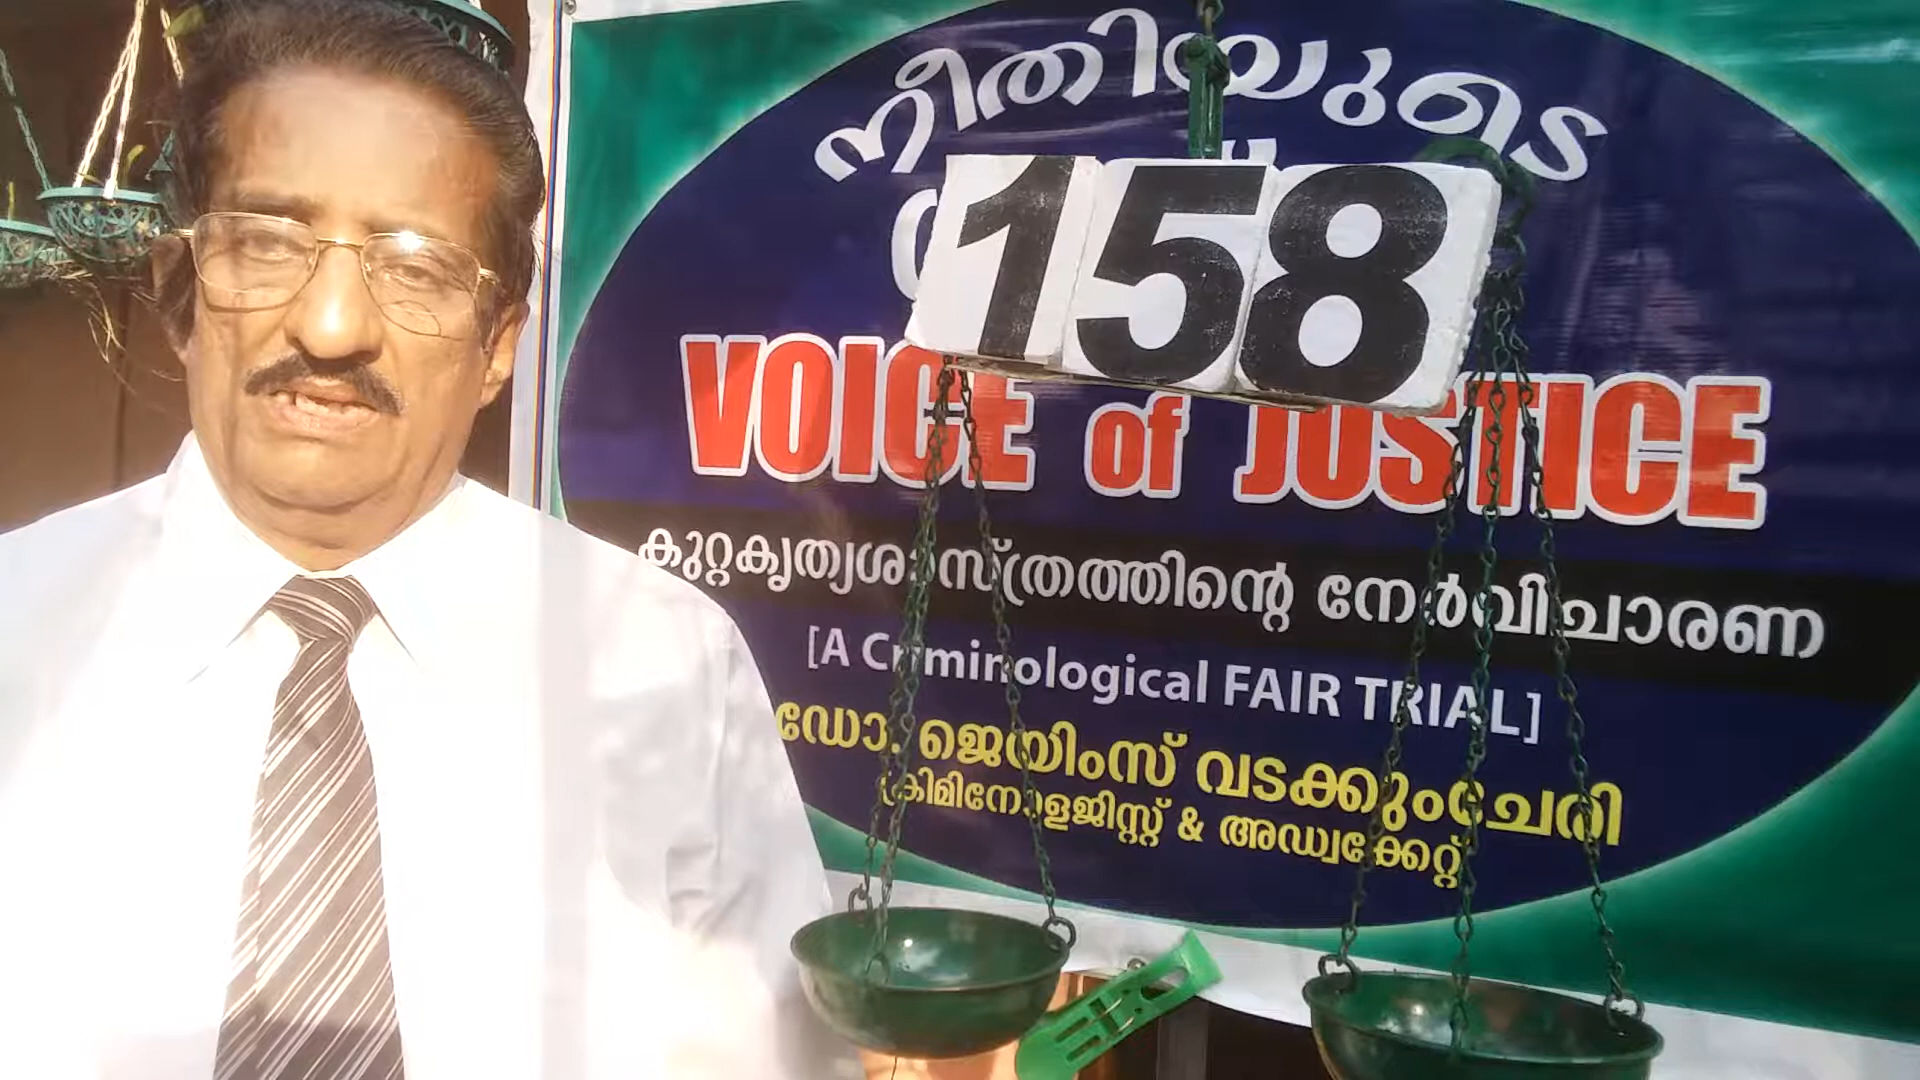 നീതിയുടെ
158
VOICE of JUSTICE
കുറ്റകൃത്യശാസ്ത്രത്തിന്റെ നേർവിചാരണ
[A Criminological FAIR TRIAL]
ഡോ. ജെയിംസ് വടക്കുംചേരി
ക്രിമിനോളജിസ്റ്റ് & അഡ്വക്കേറ്റ്